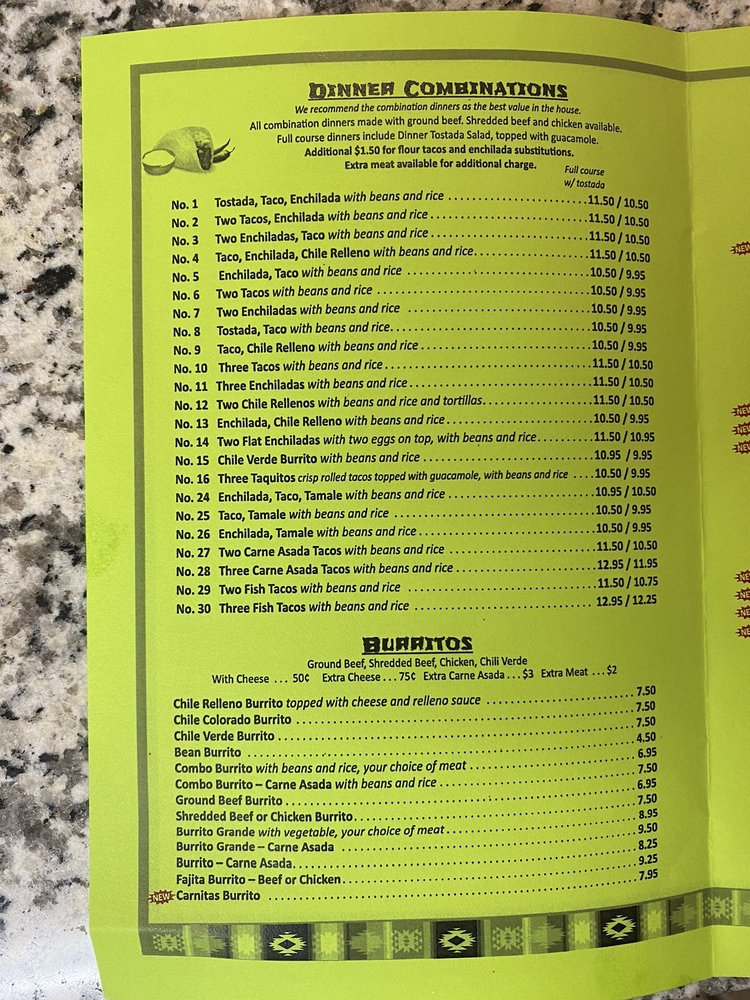 DINNER COMBINATIONS
We recommend the combination dinners as the best value in the house.
All combination dinners made with ground beef. Shredded beef and chicken available.
Full course dinners include Dinner Tostada Salad, topped with guacamole.
Additional $1.50 for flour tacos and enchilada substitutions.
Extra meat available for additional charge.
Full course
w/ tostada
No. 1 Tostada, Taco, Enchilada with beans and rice 11.50 / 10.50
No. 2 Two Tacos, Enchilada with beans and rice 11.50 / 10.50
No. 3 Two Enchiladas, Taco with beans and rice 11.50 / 10.50
No. 4 Taco, Enchilada, Chile Relleno with beans and rice 11.50 / 10.50
No. 5 Enchilada, Taco with beans and rice 10.50 / 9.95
No. 6 Two Tacos with beans and rice 10.50 / 9.95
No. 7 Two Enchiladas with beans and rice 10.50 / 9.95
No. 8 Tostada, Taco with beans and rice 10.50 / 9.95
No. 9 Taco, Chile Relleno with beans and rice 10.50 / 9.95
No. 10 Three Tacos with beans and rice 11.50 / 10.50
No. 11 Three Enchiladas with beans and rice 11.50 / 10.50
No. 12 Two Chile Rellenos with beans and rice and tortillas 11.50 / 10.50
No. 13 Enchilada, Chile Relleno with beans and rice 10.50 / 9.95
No. 14 Two Flat Enchiladas with two eggs on top, with beans and rice 11.50 / 10.95
No. 15 Chile Verde Burrito with beans and rice 10.95 / 9.95
No. 16 Three Taquitos crisp rolled tacos topped with guacamole, with beans and rice 10.50 / 9.95
No. 24 Enchilada, Taco, Tamale with beans and rice 10.95 / 10.50
No. 25 Taco, Tamale with beans and rice 10.50 / 9.95
No. 26 Enchilada, Tamale with beans and rice 10.50 / 9.95
No. 27 Two Carne Asada Tacos with beans and rice 11.50 / 10.50
No. 28 Three Carne Asada Tacos with beans and rice 12.95 / 11.95
No. 29 Two Fish Tacos with beans and rice 11.50 / 10.75
No. 30 Three Fish Tacos with beans and rice 12.95 / 12.25
BURRITOS
Ground Beef, Shredded Beef, Chicken, Chili Verde
With Cheese ... 50¢ Extra Cheese ... 75¢ Extra Carne Asada ... $3 Extra Meat ... $2
Chile Relleno Burrito topped with cheese and relleno sauce 7.50
Chile Colorado Burrito 7.50
Chile Verde Burrito 7.50
Bean Burrito 4.50
Combo Burrito with beans and rice, your choice of meat 6.95
Combo Burrito – Carne Asada with beans and rice 7.50
Ground Beef Burrito 6.95
Shredded Beef or Chicken Burrito 7.50
Burrito Grande with vegetable, your choice of meat 8.95
Burrito Grande – Carne Asada 9.50
Burrito – Carne Asada 8.25
Fajita Burrito – Beef or Chicken 9.25
NEW Carnitas Burrito 7.95
NEW
NEW
NEW
NEW
NEW
NEW
NEW
NEW